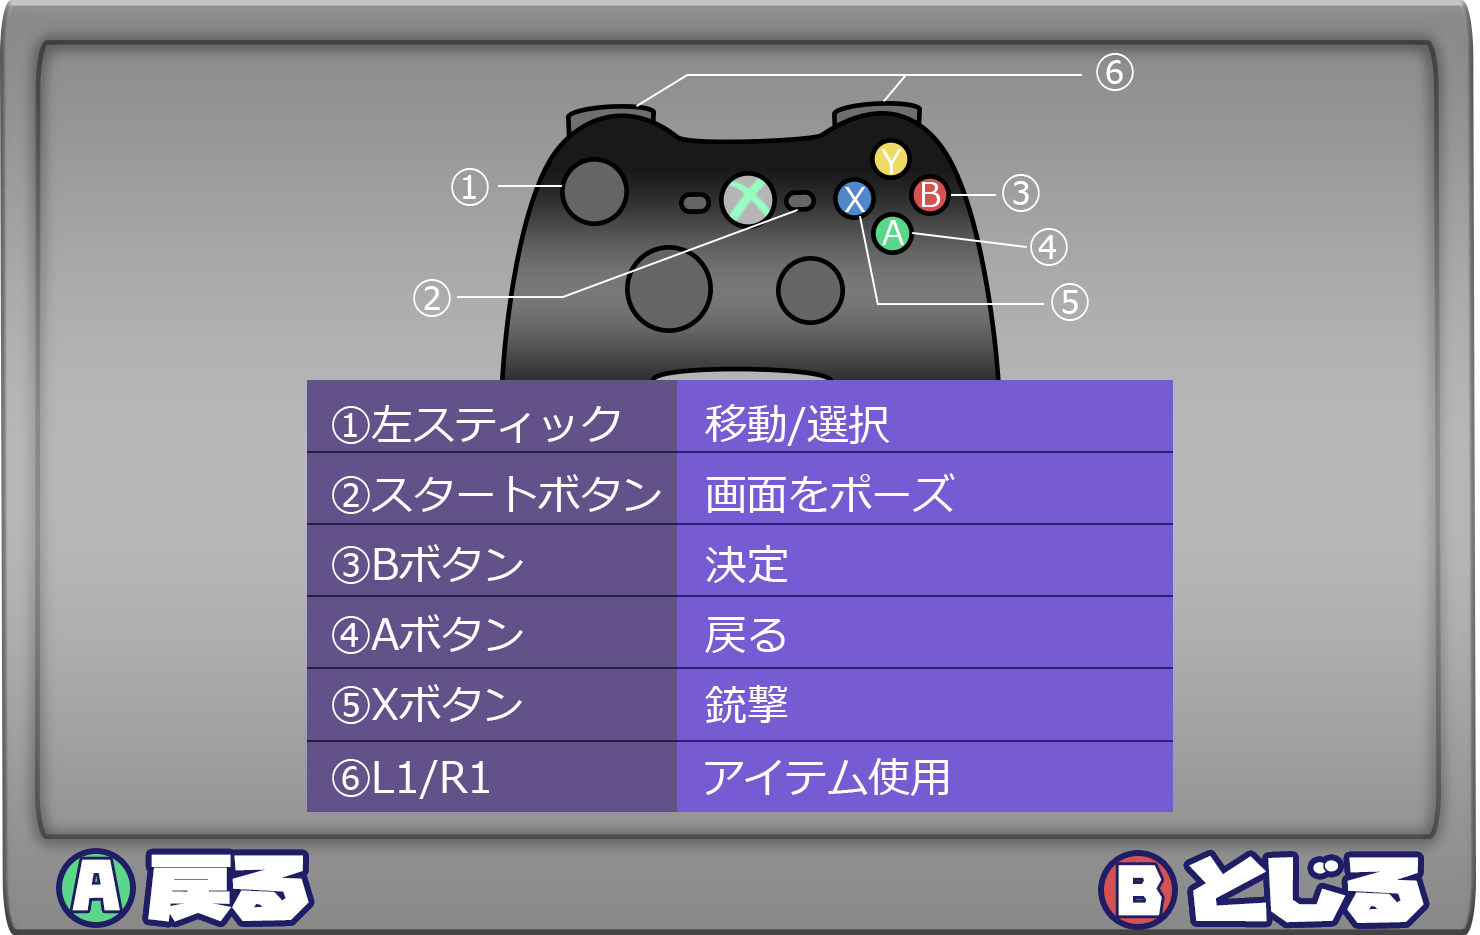 ⑥
Y
①
X
B
③
A
④
②
⑤
①左スティック 移動/選択
②スタートボタン 画面をポーズ
③Bボタン 決定
④Aボタン 戻る
⑤Xボタン 銃撃
⑥L1/R1 アイテム使用
A 戻る
B とじる